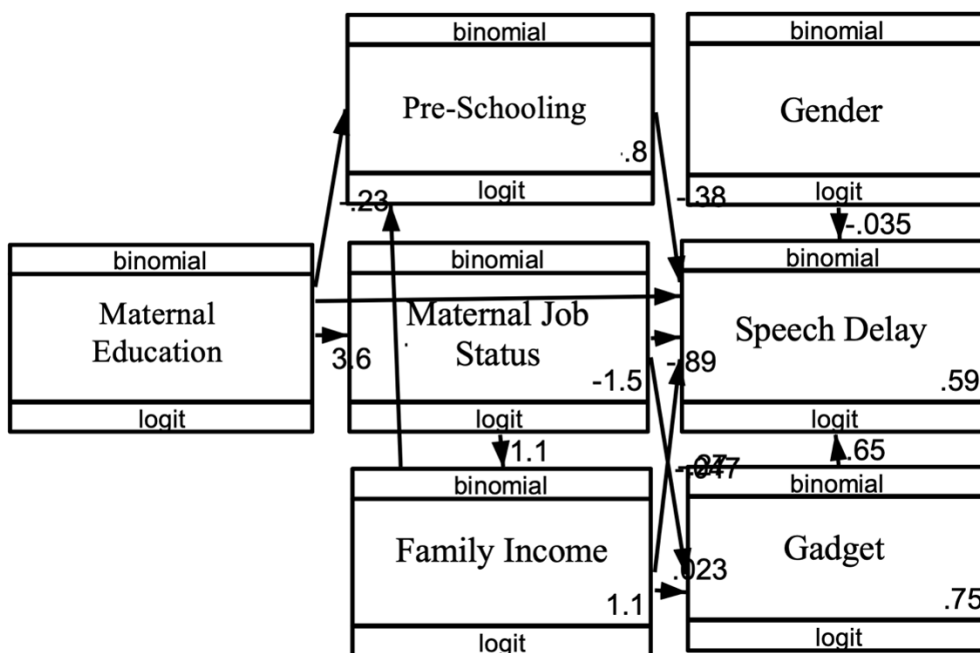 binomial
Pre-Schooling
.8
logit
binomial
Gender
logit
-.23
-.38
-.035
binomial
Maternal
Education
logit
3.6
binomial
Maternal Job
Status
-1.5
logit
-.89
binomial
Speech Delay
.59
logit
1.1
.65
binomial
Family Income
1.1
logit
.023
binomial
Gadget
.75
logit